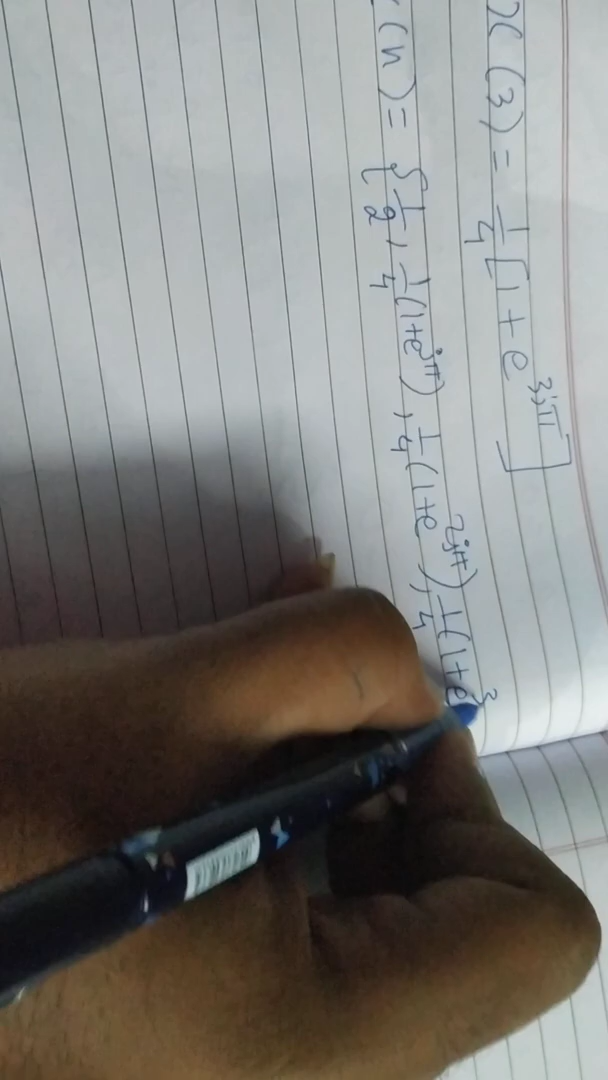 x(3) = 1/4 [1 + e^{3jπ}]
(n) = {1/2, 1/4(1+e^{jπ}), 1/4(1+e^{2jπ}), 1/4(1+e^{3